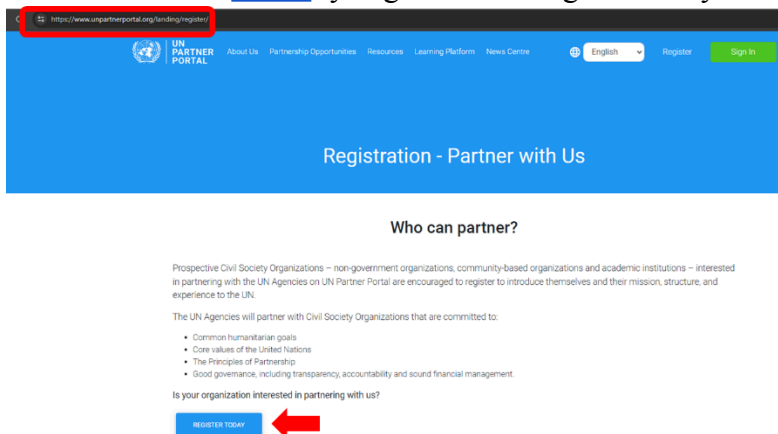 https://www.unpartnerportal.org/landing/register/
UN PARTNER PORTAL
About Us Partnership Opportunities Resources Learning Platform News Centre English Register Sign In
Registration - Partner with Us
Who can partner?
Prospective Civil Society Organizations – non-government organizations, community-based organizations and academic institutions – interested
in partnering with the UN Agencies on UN Partner Portal are encouraged to register to introduce themselves and their mission, structure, and
experience to the UN.
The UN Agencies will partner with Civil Society Organizations that are committed to:
• Common humanitarian goals
• Core values of the United Nations
• The Principles of Partnership
• Good governance, including transparency, accountability and sound financial management.
Is your organization interested in partnering with us?
REGISTER TODAY